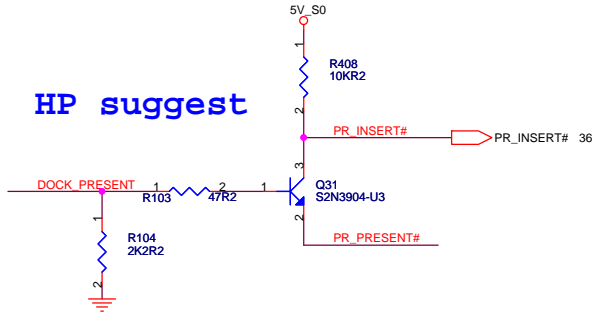 5V_S0
1
R408
10KR2
2
HP suggest
PR_INSERT#
PR_INSERT# 36
3
DOCK_PRESENT
1
R103
2
47R2
1
Q31
S2N3904-U3
2
1
R104
2K2R2
2
PR_PRESENT#